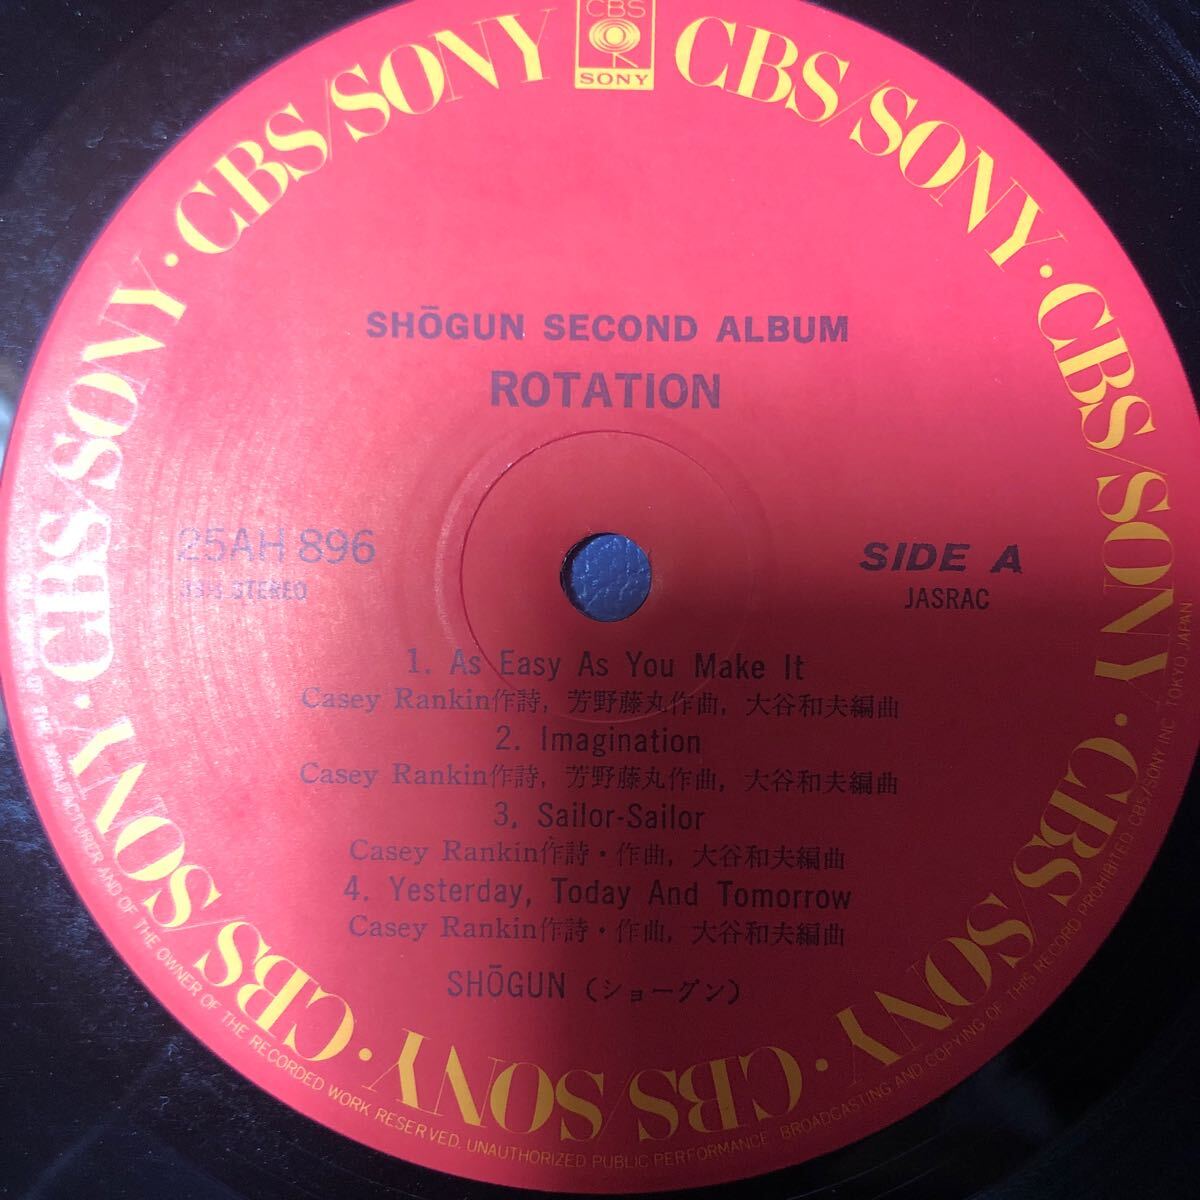 CBS
SONY
CBS/SONY · CBS/SONY · CBS/SONY · CBS/SONY · CBS/SONY · CBS/SONY · CBS/SONY · CBS/SONY
SHŌGUN SECOND ALBUM
ROTATION
25AH 896
33⅓ STEREO
SIDE A
JASRAC
1. As Easy As You Make It
Casey Rankin作詩, 芳野藤丸作曲, 大谷和夫編曲
2. Imagination
Casey Rankin作詩, 芳野藤丸作曲, 大谷和夫編曲
3. Sailor-Sailor
Casey Rankin作詩・作曲, 大谷和夫編曲
4. Yesterday, Today And Tomorrow
Casey Rankin作詩・作曲, 大谷和夫編曲
SHŌGUN (ショーグン)
MANUFACTURER AND OF THE OWNER OF THE RECORDED WORK RESERVED. UNAUTHORIZED PUBLIC PERFORMANCE, BROADCASTING AND COPYING OF THIS RECORD PROHIBITED. CBS/SONY INC. TOKYO JAPAN